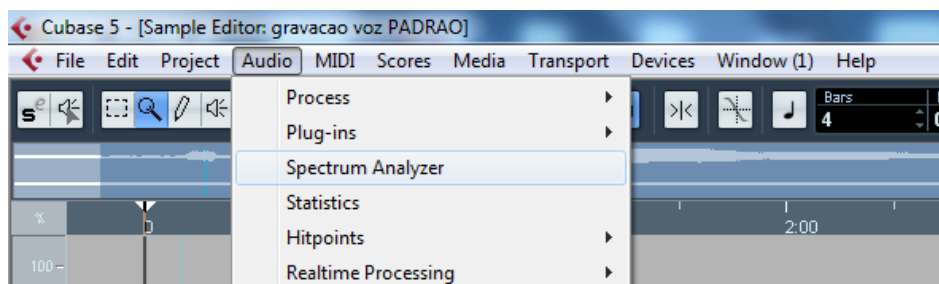 Cubase 5 - [Sample Editor: gravacao voz PADRAO]
File Edit Project Audio MIDI Scores Media Transport Devices Window (1) Help
Bars
4
Process
Plug-ins
Spectrum Analyzer
Statistics
Hitpoints
Realtime Processing
%
0
2:00
100